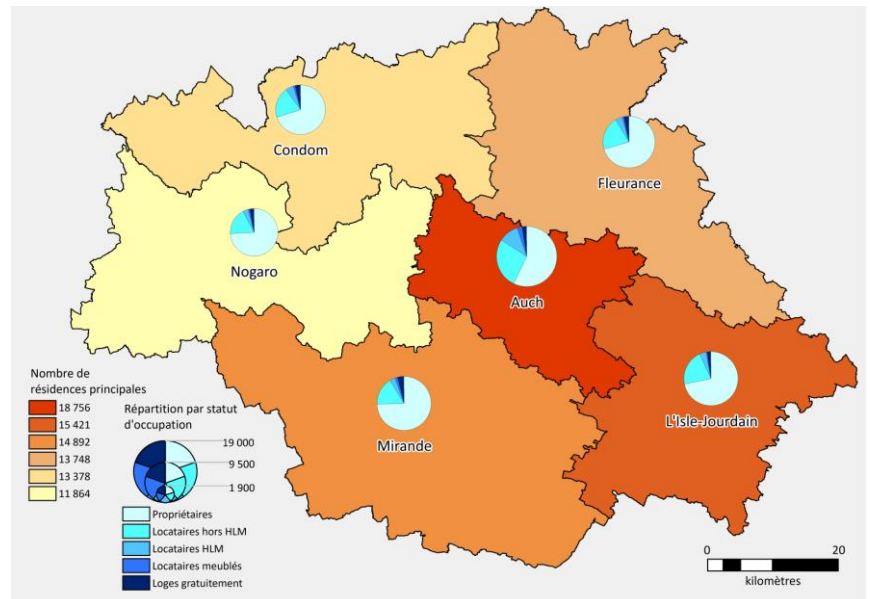 Condom
Fleurance
Nogaro
Auch
L'Isle-Jourdain
Mirande
Nombre de
résidences principales
18 756
15 421
14 892
13 748
13 378
11 864
Répartition par statut
d'occupation
19 000
9 500
1 900
Propriétaires
Locataires hors HLM
Locataires HLM
Locataires meublés
Loges gratuitement
0 20
kilomètres